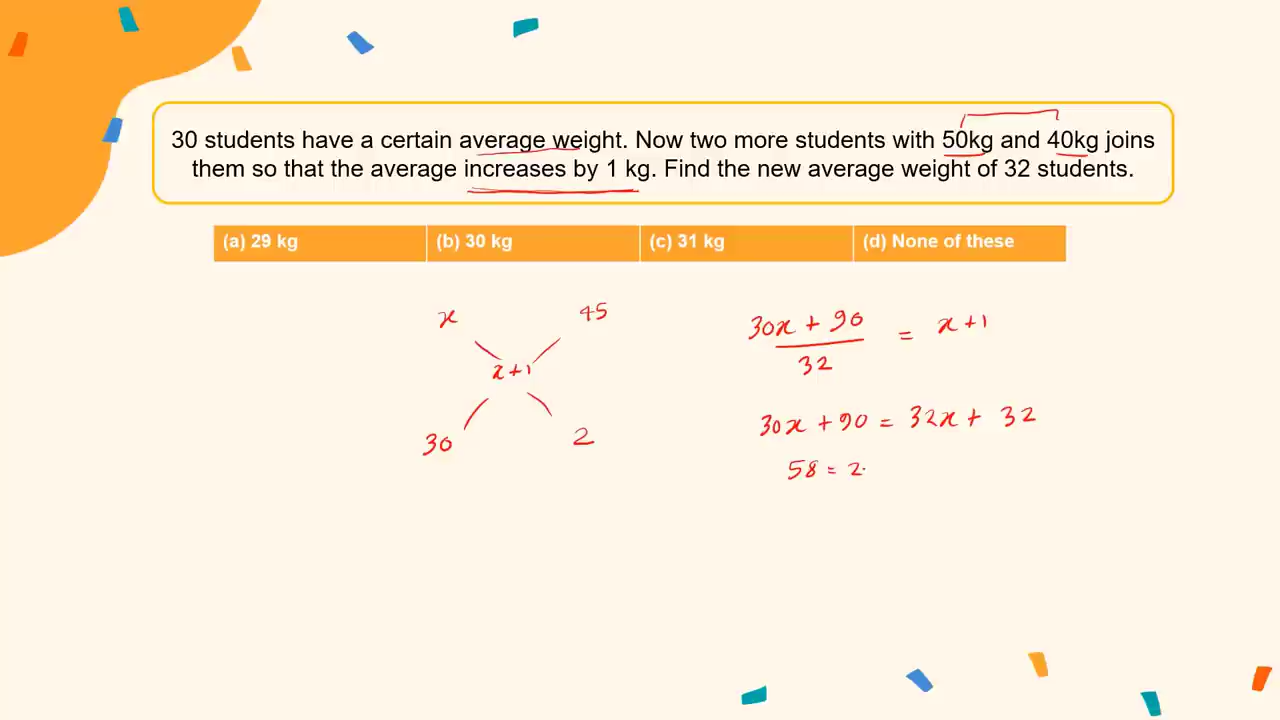 30 students have a certain average weight. Now two more students with 50kg and 40kg joins
them so that the average increases by 1 kg. Find the new average weight of 32 students.
(a) 29 kg (b) 30 kg (c) 31 kg (d) None of these
x 45
x+1
30 2
30x + 90 = x+1
32
30x + 90 = 32x + 32
58 = 2